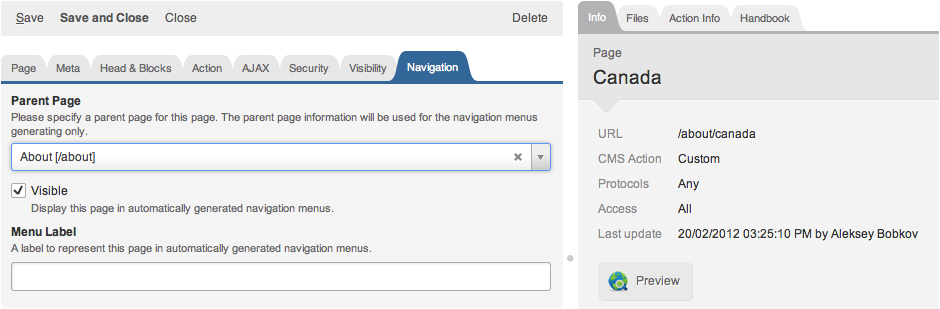 Save Save and Close Close Delete
Page Meta Head & Blocks Action AJAX Security Visibility Navigation
Parent Page
Please specify a parent page for this page. The parent page information will be used for the navigation menus
generating only.
About [/about]
Visible
Display this page in automatically generated navigation menus.
Menu Label
A label to represent this page in automatically generated navigation menus.
Info Files Action Info Handbook
Page
Canada
URL /about/canada
CMS Action Custom
Protocols Any
Access All
Last update 20/02/2012 03:25:10 PM by Aleksey Bobkov
Preview